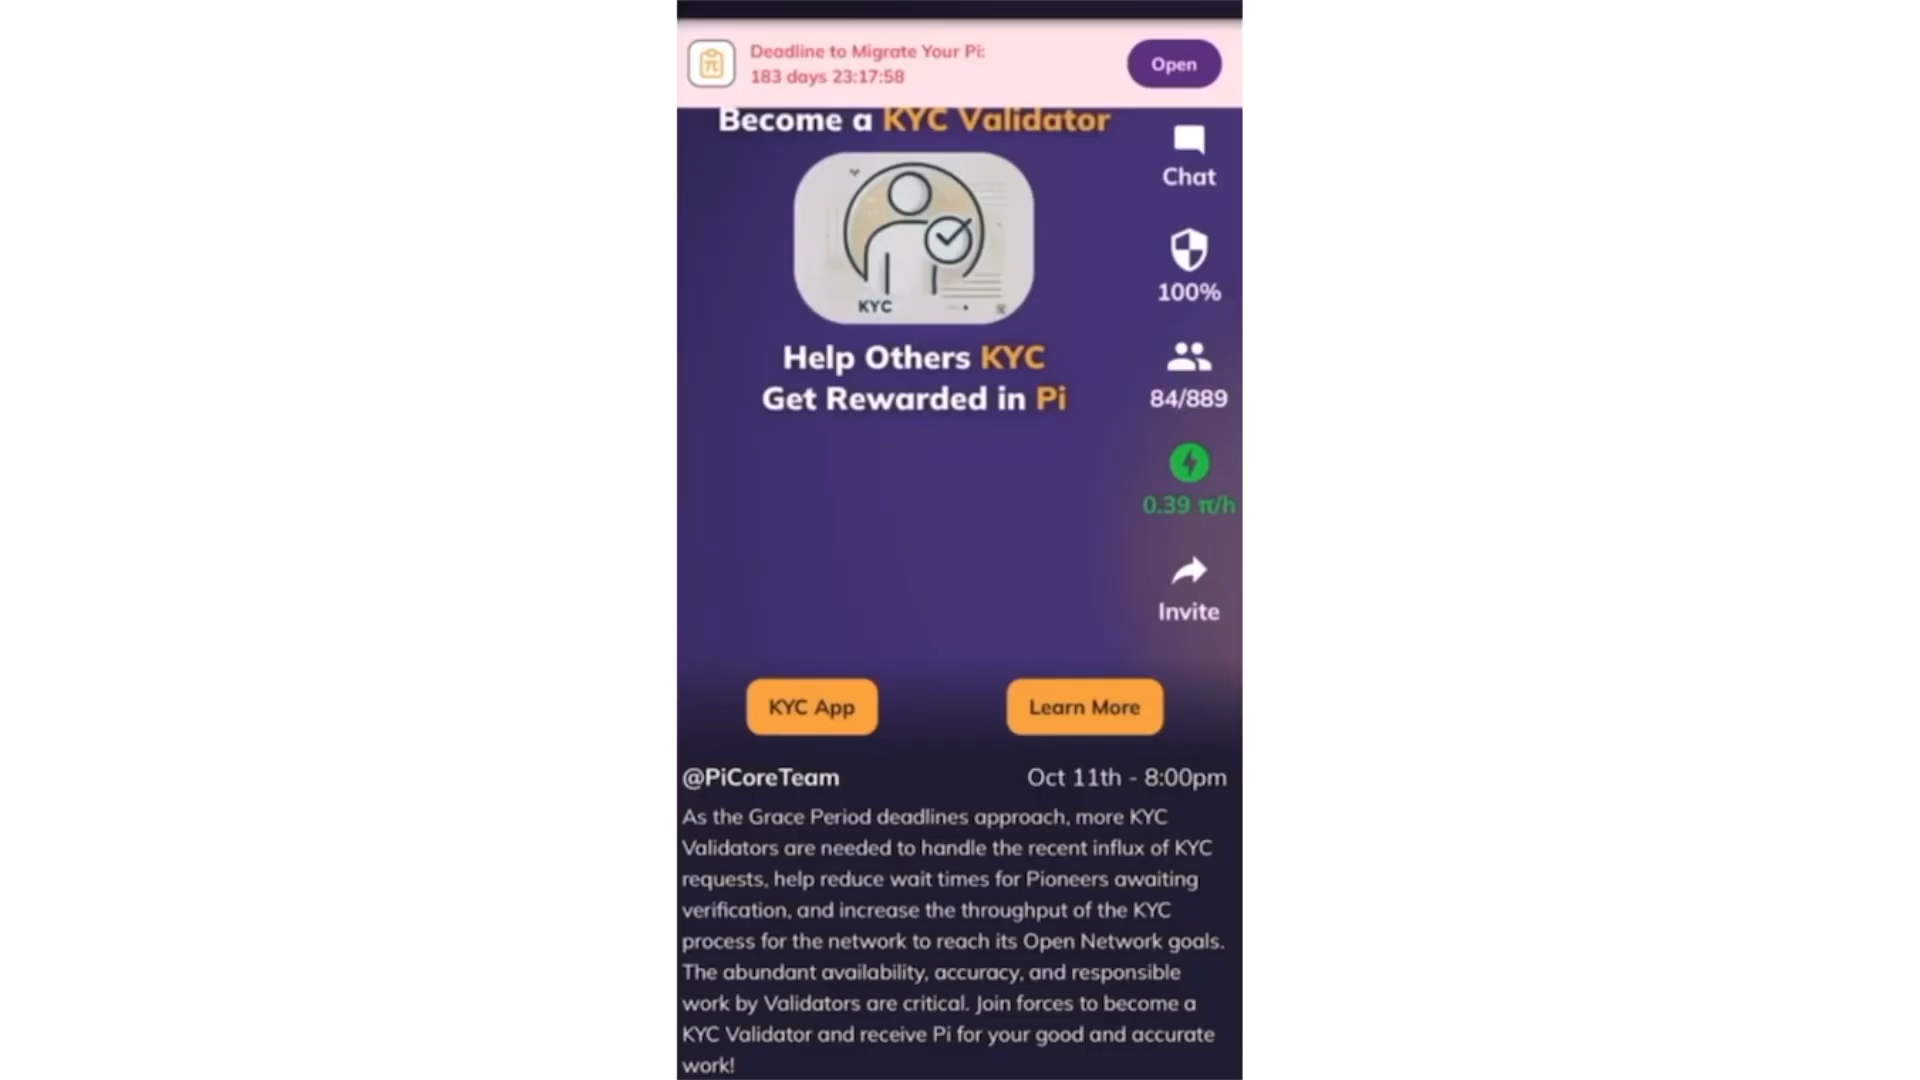 Deadline to Migrate Your Pi:
183 days 23:17:58
Open
Become a KYC Validator
KYC
Help Others KYC
Get Rewarded in Pi
Chat
100%
84/889
0.39 π/h
Invite
KYC App
Learn More
@PiCoreTeam
Oct 11th - 8:00pm
As the Grace Period deadlines approach, more KYC
Validators are needed to handle the recent influx of KYC
requests, help reduce wait times for Pioneers awaiting
verification, and increase the throughput of the KYC
process for the network to reach its Open Network goals.
The abundant availability, accuracy, and responsible
work by Validators are critical. Join forces to become a
KYC Validator and receive Pi for your good and accurate
work!